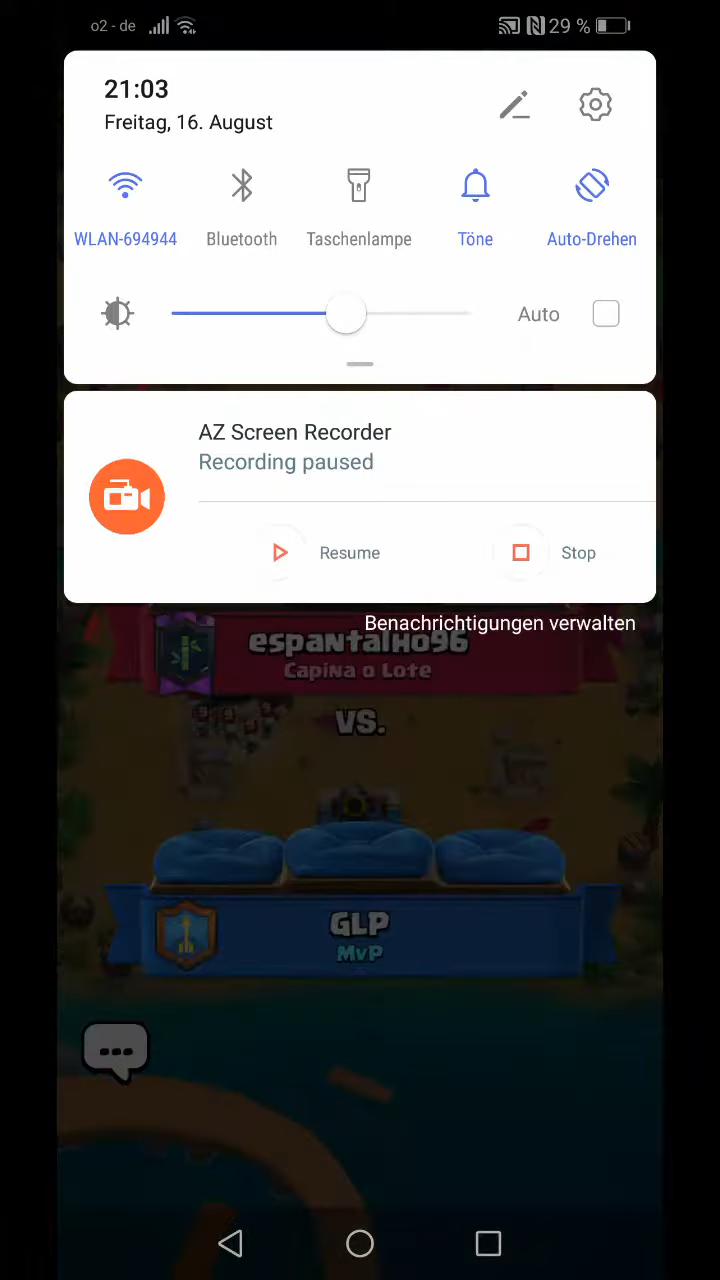 o2 - de
29 %
21:03
Freitag, 16. August
WLAN-694944
Bluetooth
Taschenlampe
Töne
Auto-Drehen
Auto
AZ Screen Recorder
Recording paused
Resume
Stop
Benachrichtigungen verwalten
espantalho96
Capina o Lote
VS.
GLP
MvP